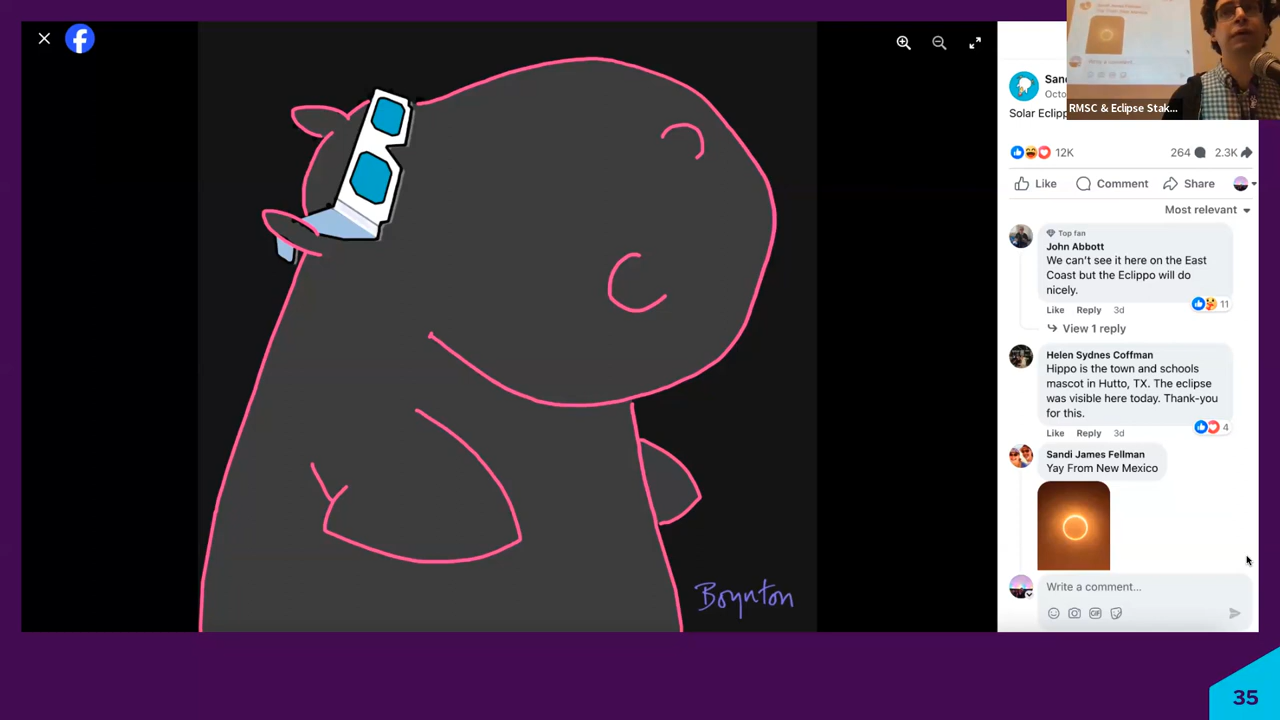 RMSC & Eclipse Stak...
San
Octo
Solar Eclipp
12K
264
2.3K
Like
Comment
Share
Most relevant
Top fan
John Abbott
We can't see it here on the East
Coast but the Eclippo will do
nicely.
11
Like Reply 3d
View 1 reply
Helen Sydnes Coffman
Hippo is the town and schools
mascot in Hutto, TX. The eclipse
was visible here today. Thank-you
for this.
4
Like Reply 3d
Sandi James Fellman
Yay From New Mexico
Write a comment...
GIF
Boynton
35